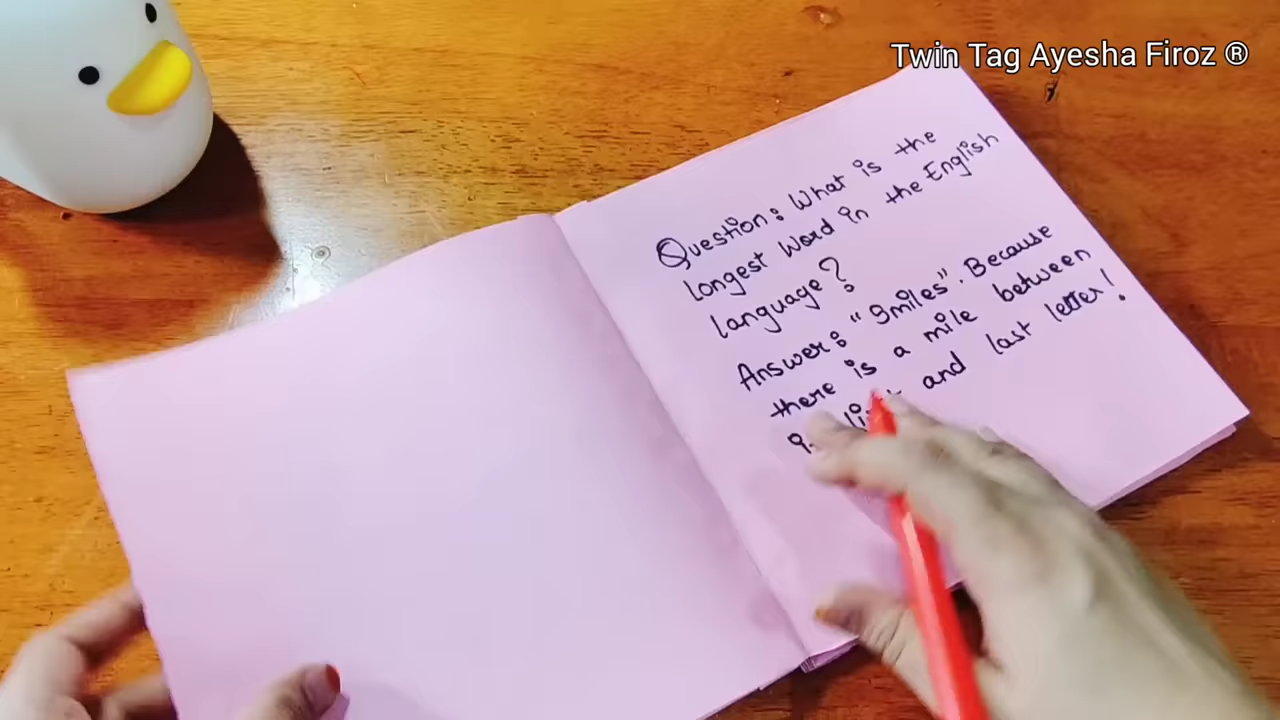 Twin Tag Ayesha Firoz ®
Question: What is the
longest word in the English
language?
Answer: "Smiles". Because
there is a mile between
and last letter!